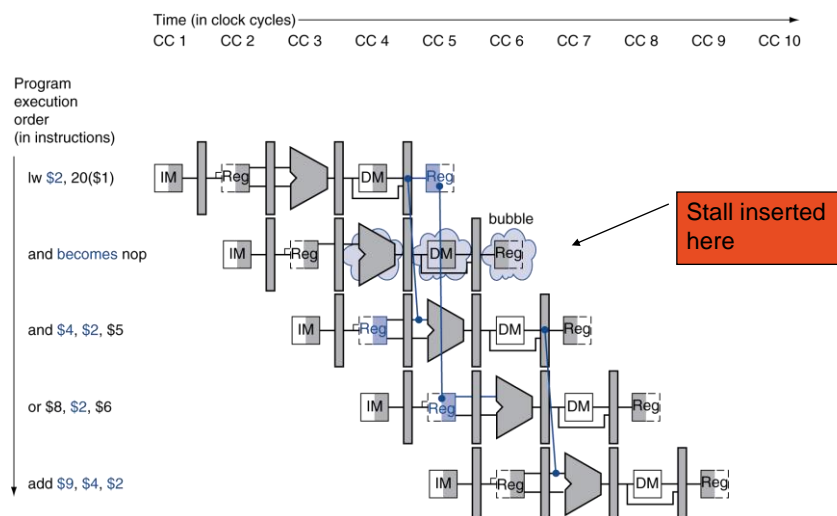 Time (in clock cycles)
CC 1 CC 2 CC 3 CC 4 CC 5 CC 6 CC 7 CC 8 CC 9 CC 10
Program
execution
order
(in instructions)
lw $2, 20($1)
IM Reg DM Reg
bubble
Stall inserted
here
and becomes nop
IM Reg DM Reg
and $4, $2, $5
IM Reg DM Reg
or $8, $2, $6
IM Reg DM Reg
add $9, $4, $2
IM Reg DM Reg